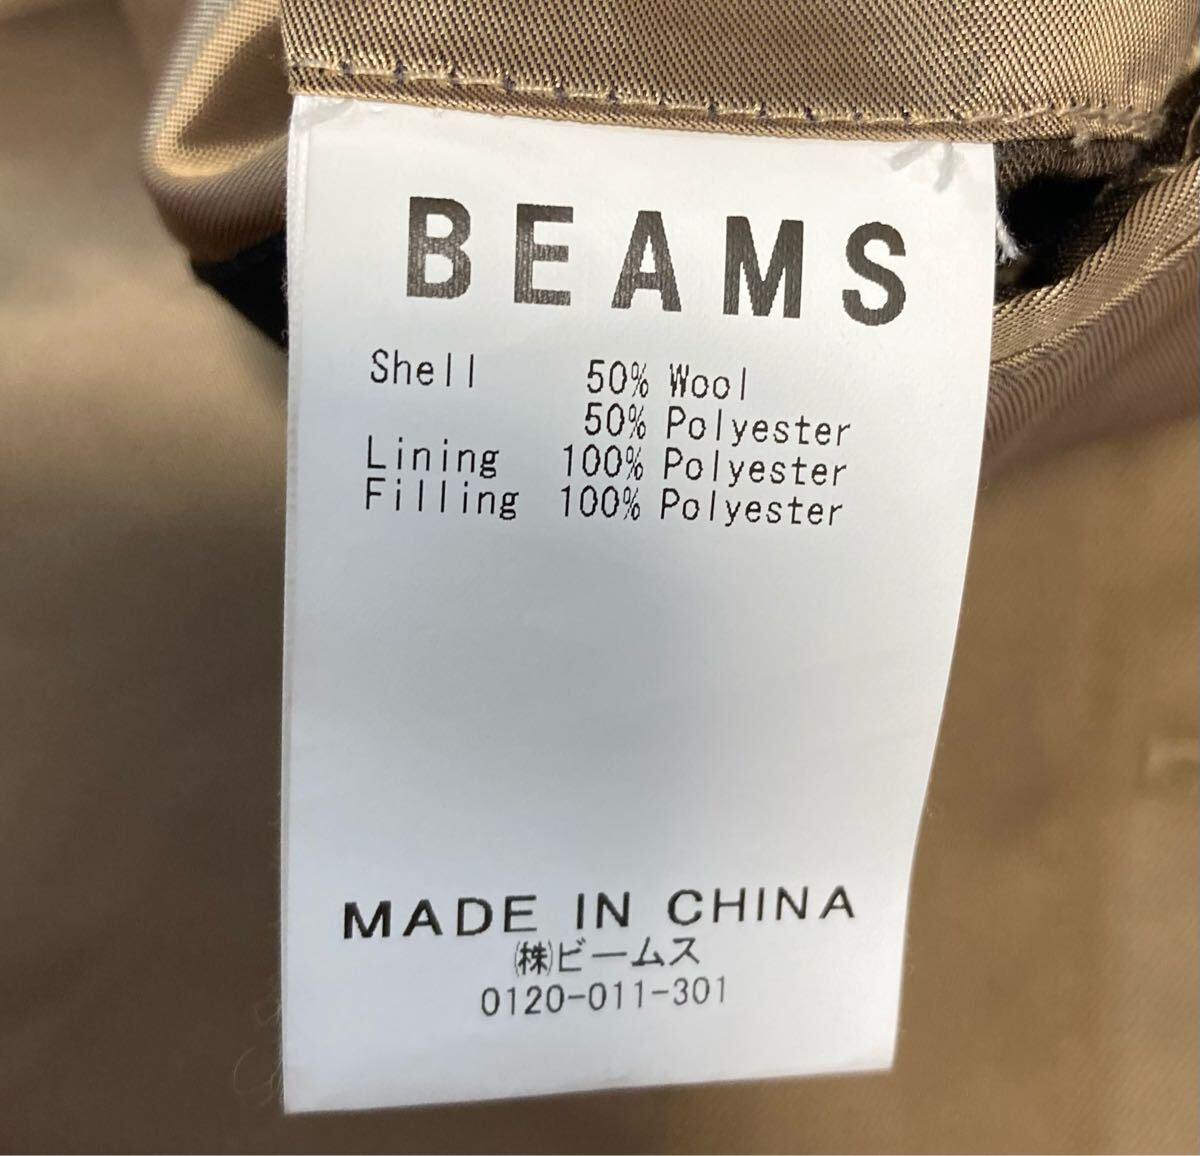 BEAMS
Shell 50% Wool
50% Polyester
Lining 100% Polyester
Filling 100% Polyester
MADE IN CHINA
㈱ビームス
0120-011-301